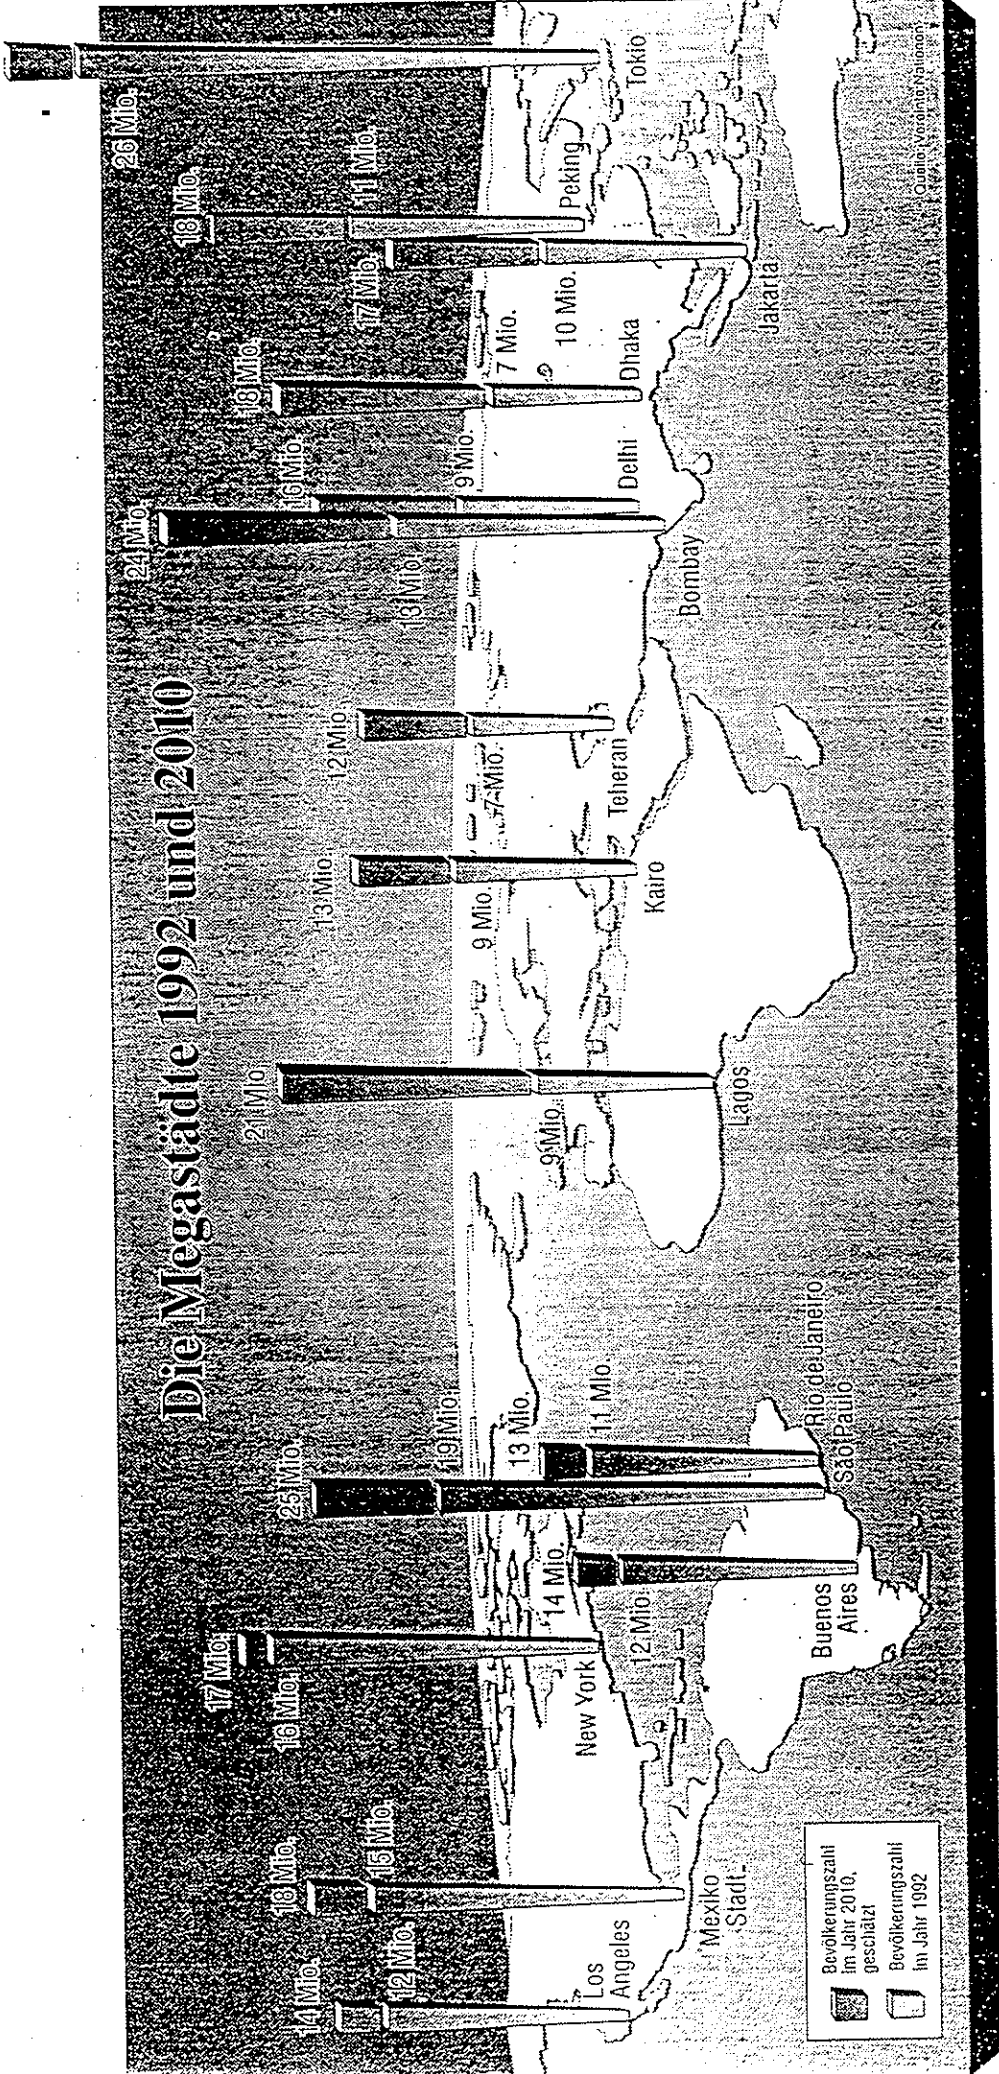 Die Megastädte 1992 und 2010
14 Mio.
12 Mio.
Los
Angeles
18 Mio.
15 Mio.
Mexiko
Stadt
17 Mio.
16 Mio.
New York
14 Mio.
12 Mio.
Buenos
Aires
25 Mio.
19 Mio.
São Paulo
13 Mio.
11 Mio
Rio de Janeiro
21 Mio
9 Mio.
Lagos
13 Mio.
9 Mio.
Kairo
12 Mio
7 Mio.
Teheran
24 Mio.
13 Mio.
Bombay
16 Mio.
9 Mio.
Delhi
18 Mio.
7 Mio.
Dhaka
17 Mio.
10 Mio.
Jakarta
18 Mio.
11 Mio.
Peking
26 Mio.
Tokio
Bevölkerungszahl
Im Jahr 2010,
geschätzt
Bevölkerungszahl
Im Jahr 1992